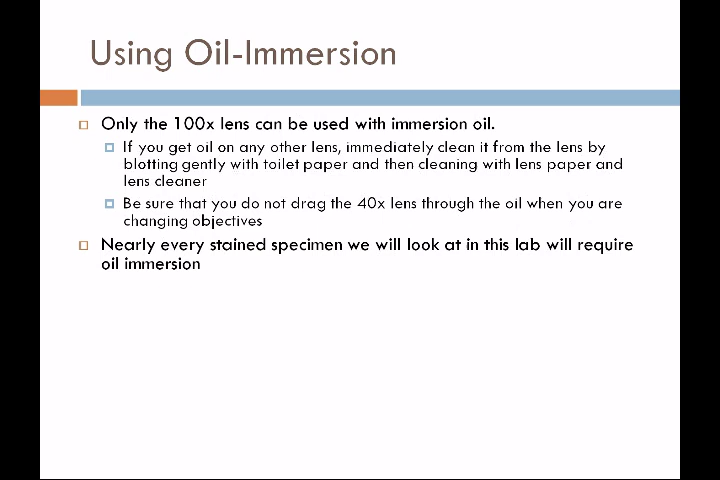 Using Oil-Immersion
Only the 100x lens can be used with immersion oil.
If you get oil on any other lens, immediately clean it from the lens by
blotting gently with toilet paper and then cleaning with lens paper and
lens cleaner
Be sure that you do not drag the 40x lens through the oil when you are
changing objectives
Nearly every stained specimen we will look at in this lab will require
oil immersion